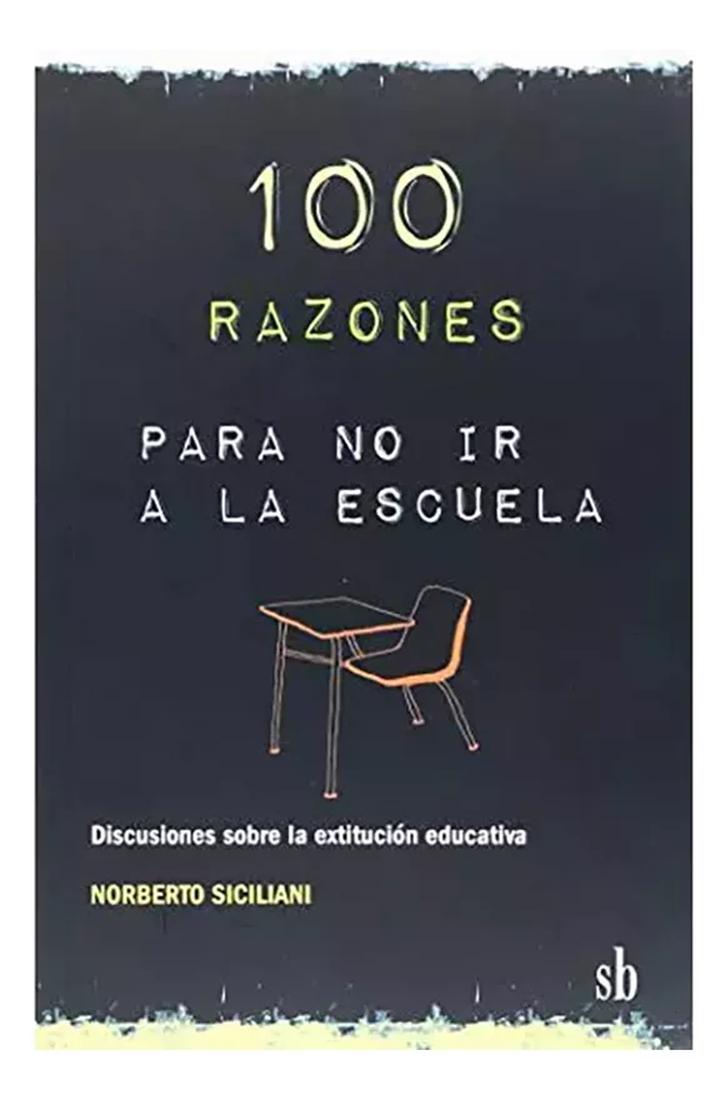 100
RAZONES
PARA NO IR
A LA ESCUELA
Discusiones sobre la extitución educativa
NORBERTO SICILIANI
sb